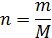 n = m/M